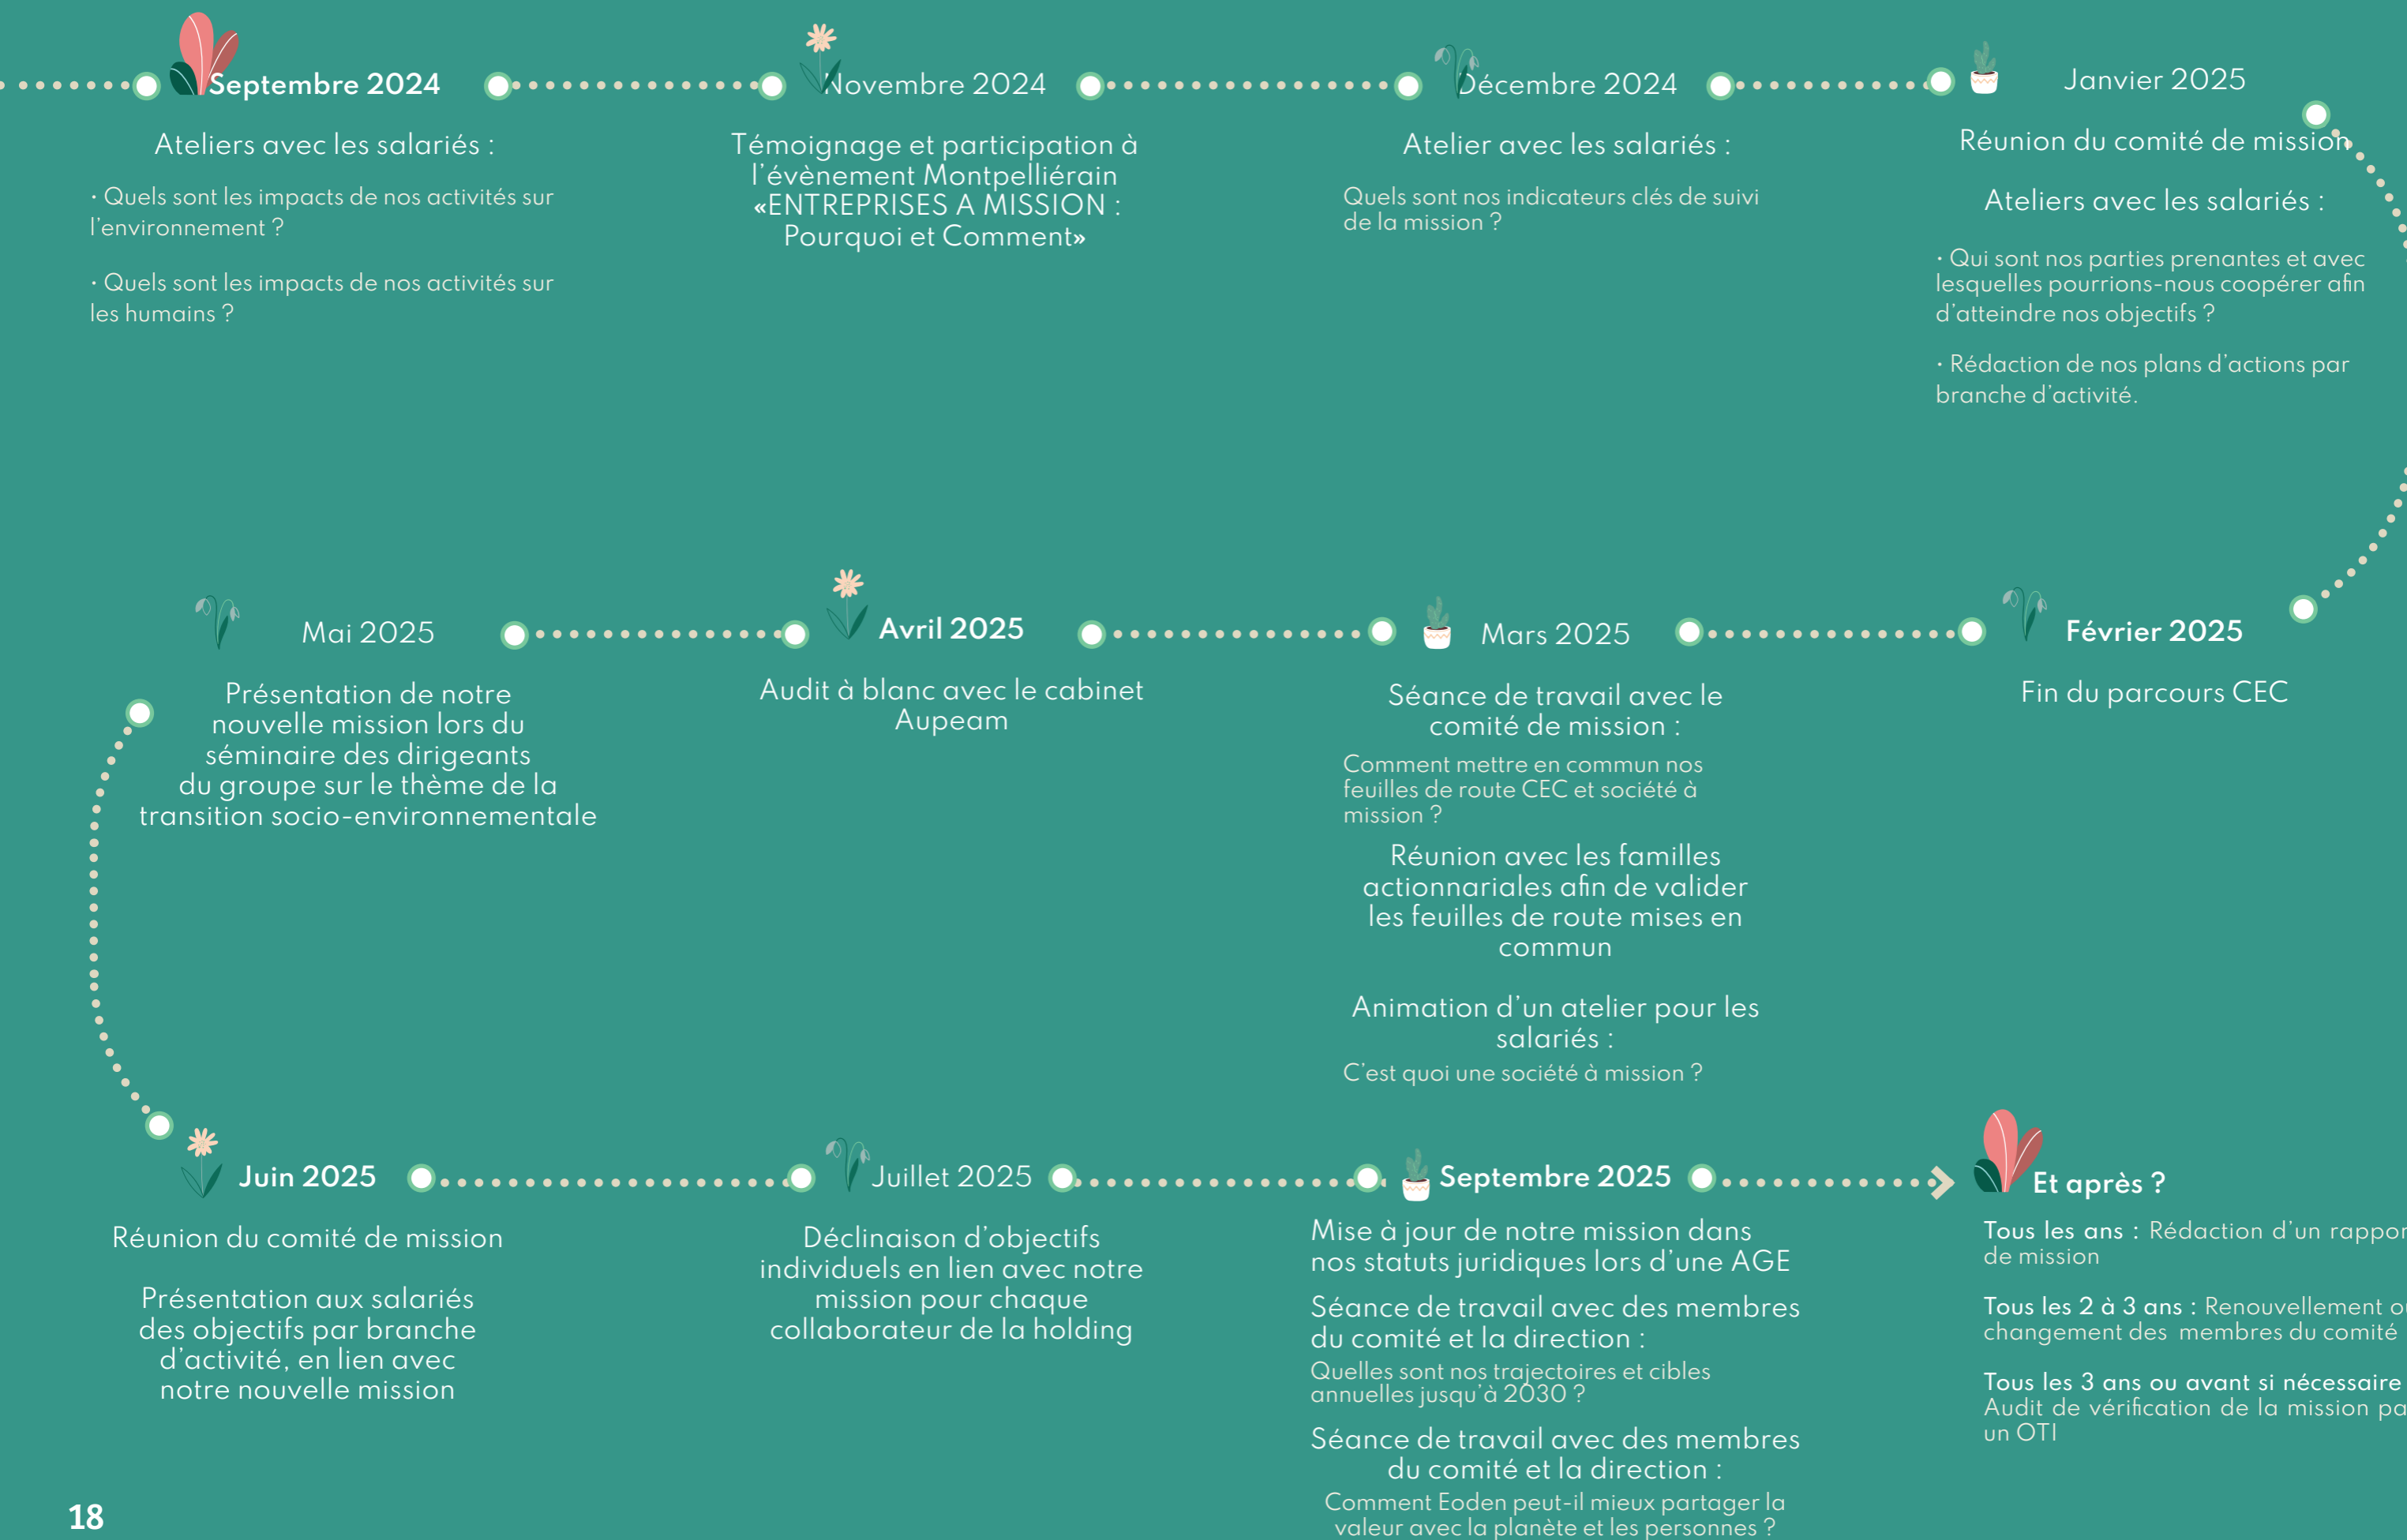 Septembre 2024
Ateliers avec les salariés :
• Quels sont les impacts de nos activités sur
l'environnement ?
• Quels sont les impacts de nos activités sur
les humains ?
Novembre 2024
Témoignage et participation à
l'évènement Montpelliérain
«ENTREPRISES A MISSION :
Pourquoi et Comment»
Décembre 2024
Atelier avec les salariés :
Quels sont nos indicateurs clés de suivi
de la mission ?
Janvier 2025
Réunion du comité de mission
Ateliers avec les salariés :
• Qui sont nos parties prenantes et avec
lesquelles pourrions-nous coopérer afin
d'atteindre nos objectifs ?
• Rédaction de nos plans d'actions par
branche d'activité.
Février 2025
Fin du parcours CEC
Mars 2025
Séance de travail avec le
comité de mission :
Comment mettre en commun nos
feuilles de route CEC et société à
mission ?
Réunion avec les familles
actionnariales afin de valider
les feuilles de route mises en
commun
Animation d'un atelier pour les
salariés :
C'est quoi une société à mission ?
Avril 2025
Audit à blanc avec le cabinet
Aupeam
Mai 2025
Présentation de notre
nouvelle mission lors du
séminaire des dirigeants
du groupe sur le thème de la
transition socio-environnementale
Juin 2025
Réunion du comité de mission
Présentation aux salariés
des objectifs par branche
d'activité, en lien avec
notre nouvelle mission
Juillet 2025
Déclinaison d'objectifs
individuels en lien avec notre
mission pour chaque
collaborateur de la holding
Septembre 2025
Mise à jour de notre mission dans
nos statuts juridiques lors d'une AGE
Séance de travail avec des membres
du comité et la direction :
Quelles sont nos trajectoires et cibles
annuelles jusqu'à 2030 ?
Séance de travail avec des membres
du comité et la direction :
Comment Eoden peut-il mieux partager la
valeur avec la planète et les personnes ?
Et après ?
Tous les ans : Rédaction d'un rappor
de mission
Tous les 2 à 3 ans : Renouvellement o
changement des membres du comité
Tous les 3 ans ou avant si nécessaire
Audit de vérification de la mission pa
un OTI
18